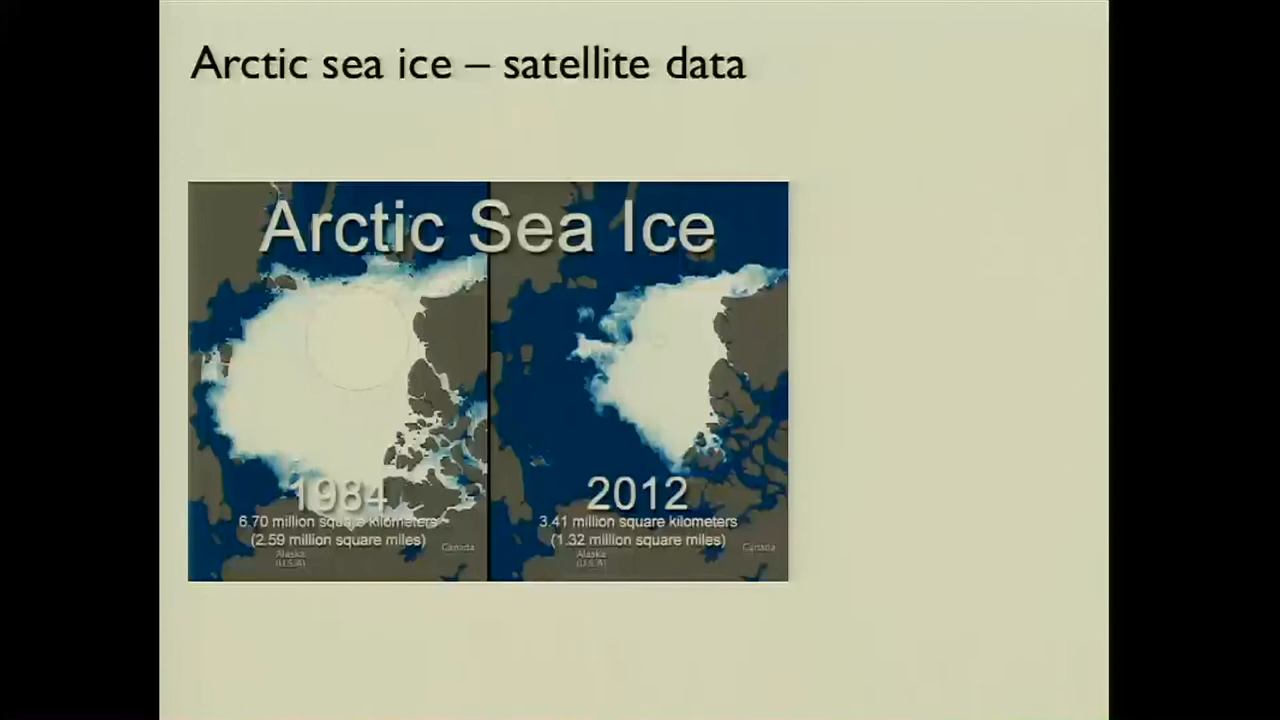 Arctic sea ice – satellite data
Arctic Sea Ice
1984
6.70 million square kilometers
(2.59 million square miles)
Alaska
(U.S.A)
Canada
2012
3.41 million square kilometers
(1.32 million square miles)
Alaska
(U.S.A)
Canada